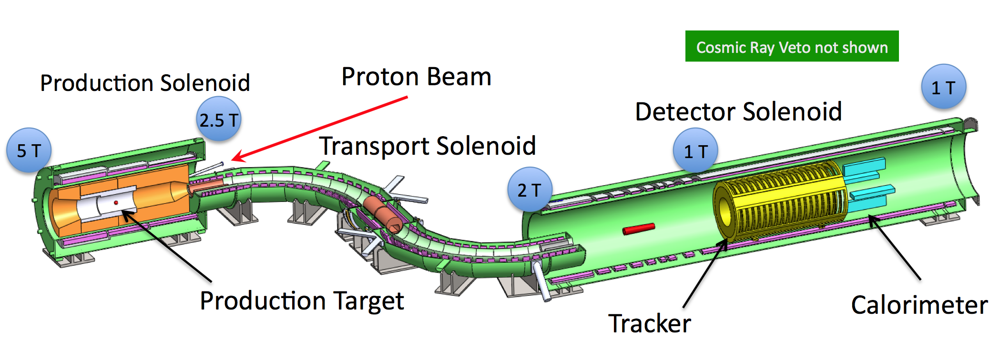 Cosmic Ray Veto not shown
Proton Beam
Production Solenoid
1 T
2.5 T
Detector Solenoid
5 T
Transport Solenoid
1 T
2 T
Production Target
Calorimeter
Tracker